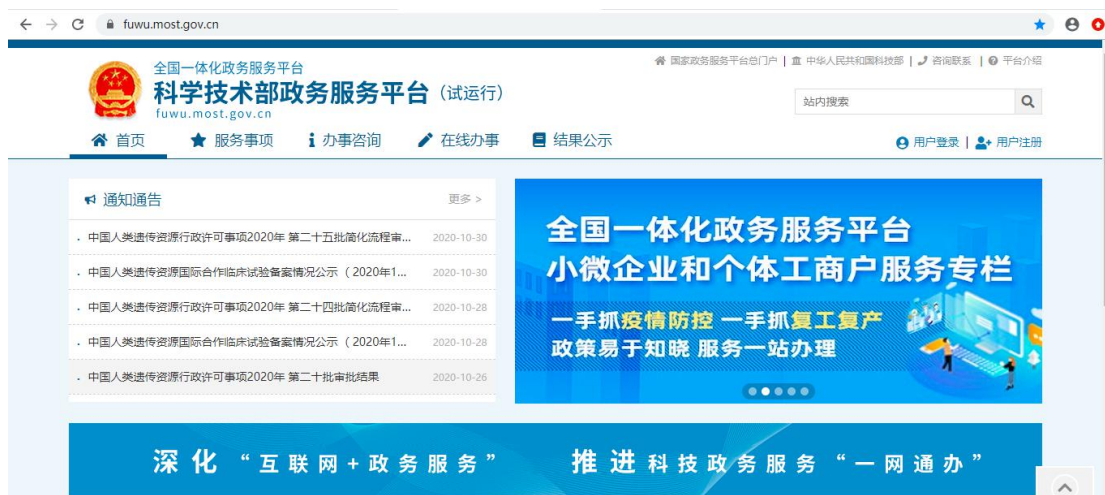 fuwu.most.gov.cn
国家政务服务平台总门户 | 中华人民共和国科技部 | 咨询联系 | 平台介绍
全国一体化政务服务平台
科学技术部政务服务平台（试运行）
fuwu.most.gov.cn
站内搜索
首页 服务事项 办事咨询 在线办事 结果公示
用户登录 | 用户注册
通知通告 更多 >
· 中国人类遗传资源行政许可事项2020年 第二十五批简化流程审... 2020-10-30
· 中国人类遗传资源国际合作临床试验备案情况公示（2020年1... 2020-10-30
· 中国人类遗传资源行政许可事项2020年 第二十四批简化流程审... 2020-10-28
· 中国人类遗传资源国际合作临床试验备案情况公示（2020年1... 2020-10-28
· 中国人类遗传资源行政许可事项2020年 第二十批审批结果 2020-10-26
全国一体化政务服务平台
小微企业和个体工商户服务专栏
一手抓疫情防控 一手抓复工复产
政策易于知晓 服务一站办理
深化“互联网+政务服务” 推进科技政务服务“一网通办”